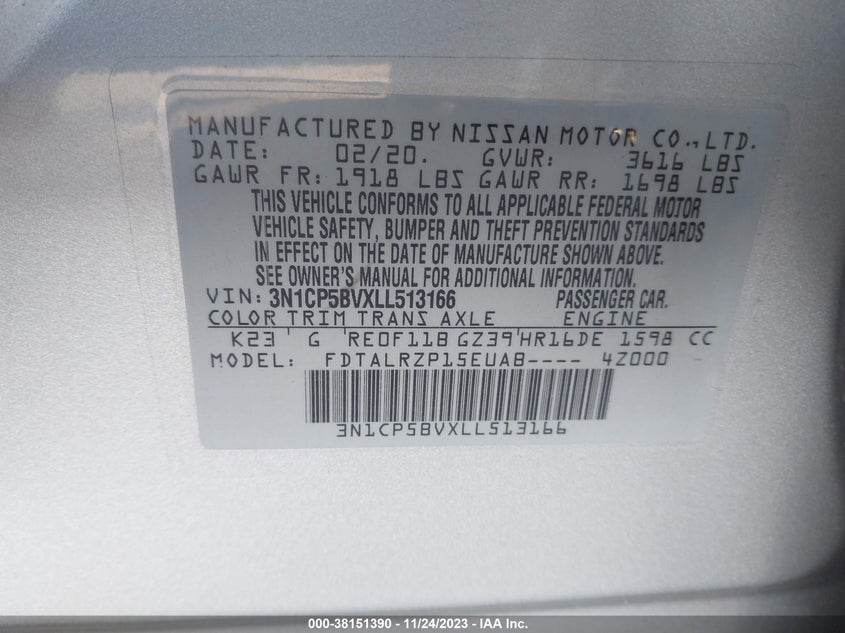 MANUFACTURED BY NISSAN MOTOR CO., LTD.
DATE: 02/20. GVWR: 3616 LBS
GAWR FR: 1918 LBS GAWR RR: 1698 LBS
THIS VEHICLE CONFORMS TO ALL APPLICABLE FEDERAL MOTOR
VEHICLE SAFETY, BUMPER AND THEFT PREVENTION STANDARDS
IN EFFECT ON THE DATE OF MANUFACTURE SHOWN ABOVE.
SEE OWNER'S MANUAL FOR ADDITIONAL INFORMATION.
VIN: 3N1CP5BVXLL513166 PASSENGER CAR.
COLOR TRIM TRANS AXLE ENGINE
K23 ' G 'RE0F11B GZ39'HR16DE 1598 CC
MODEL: FDTALRZP15EUAB---- 4Z000
3N1CP5BVXLL513166
000-38151390 — 11/24/2023 — IAA Inc.